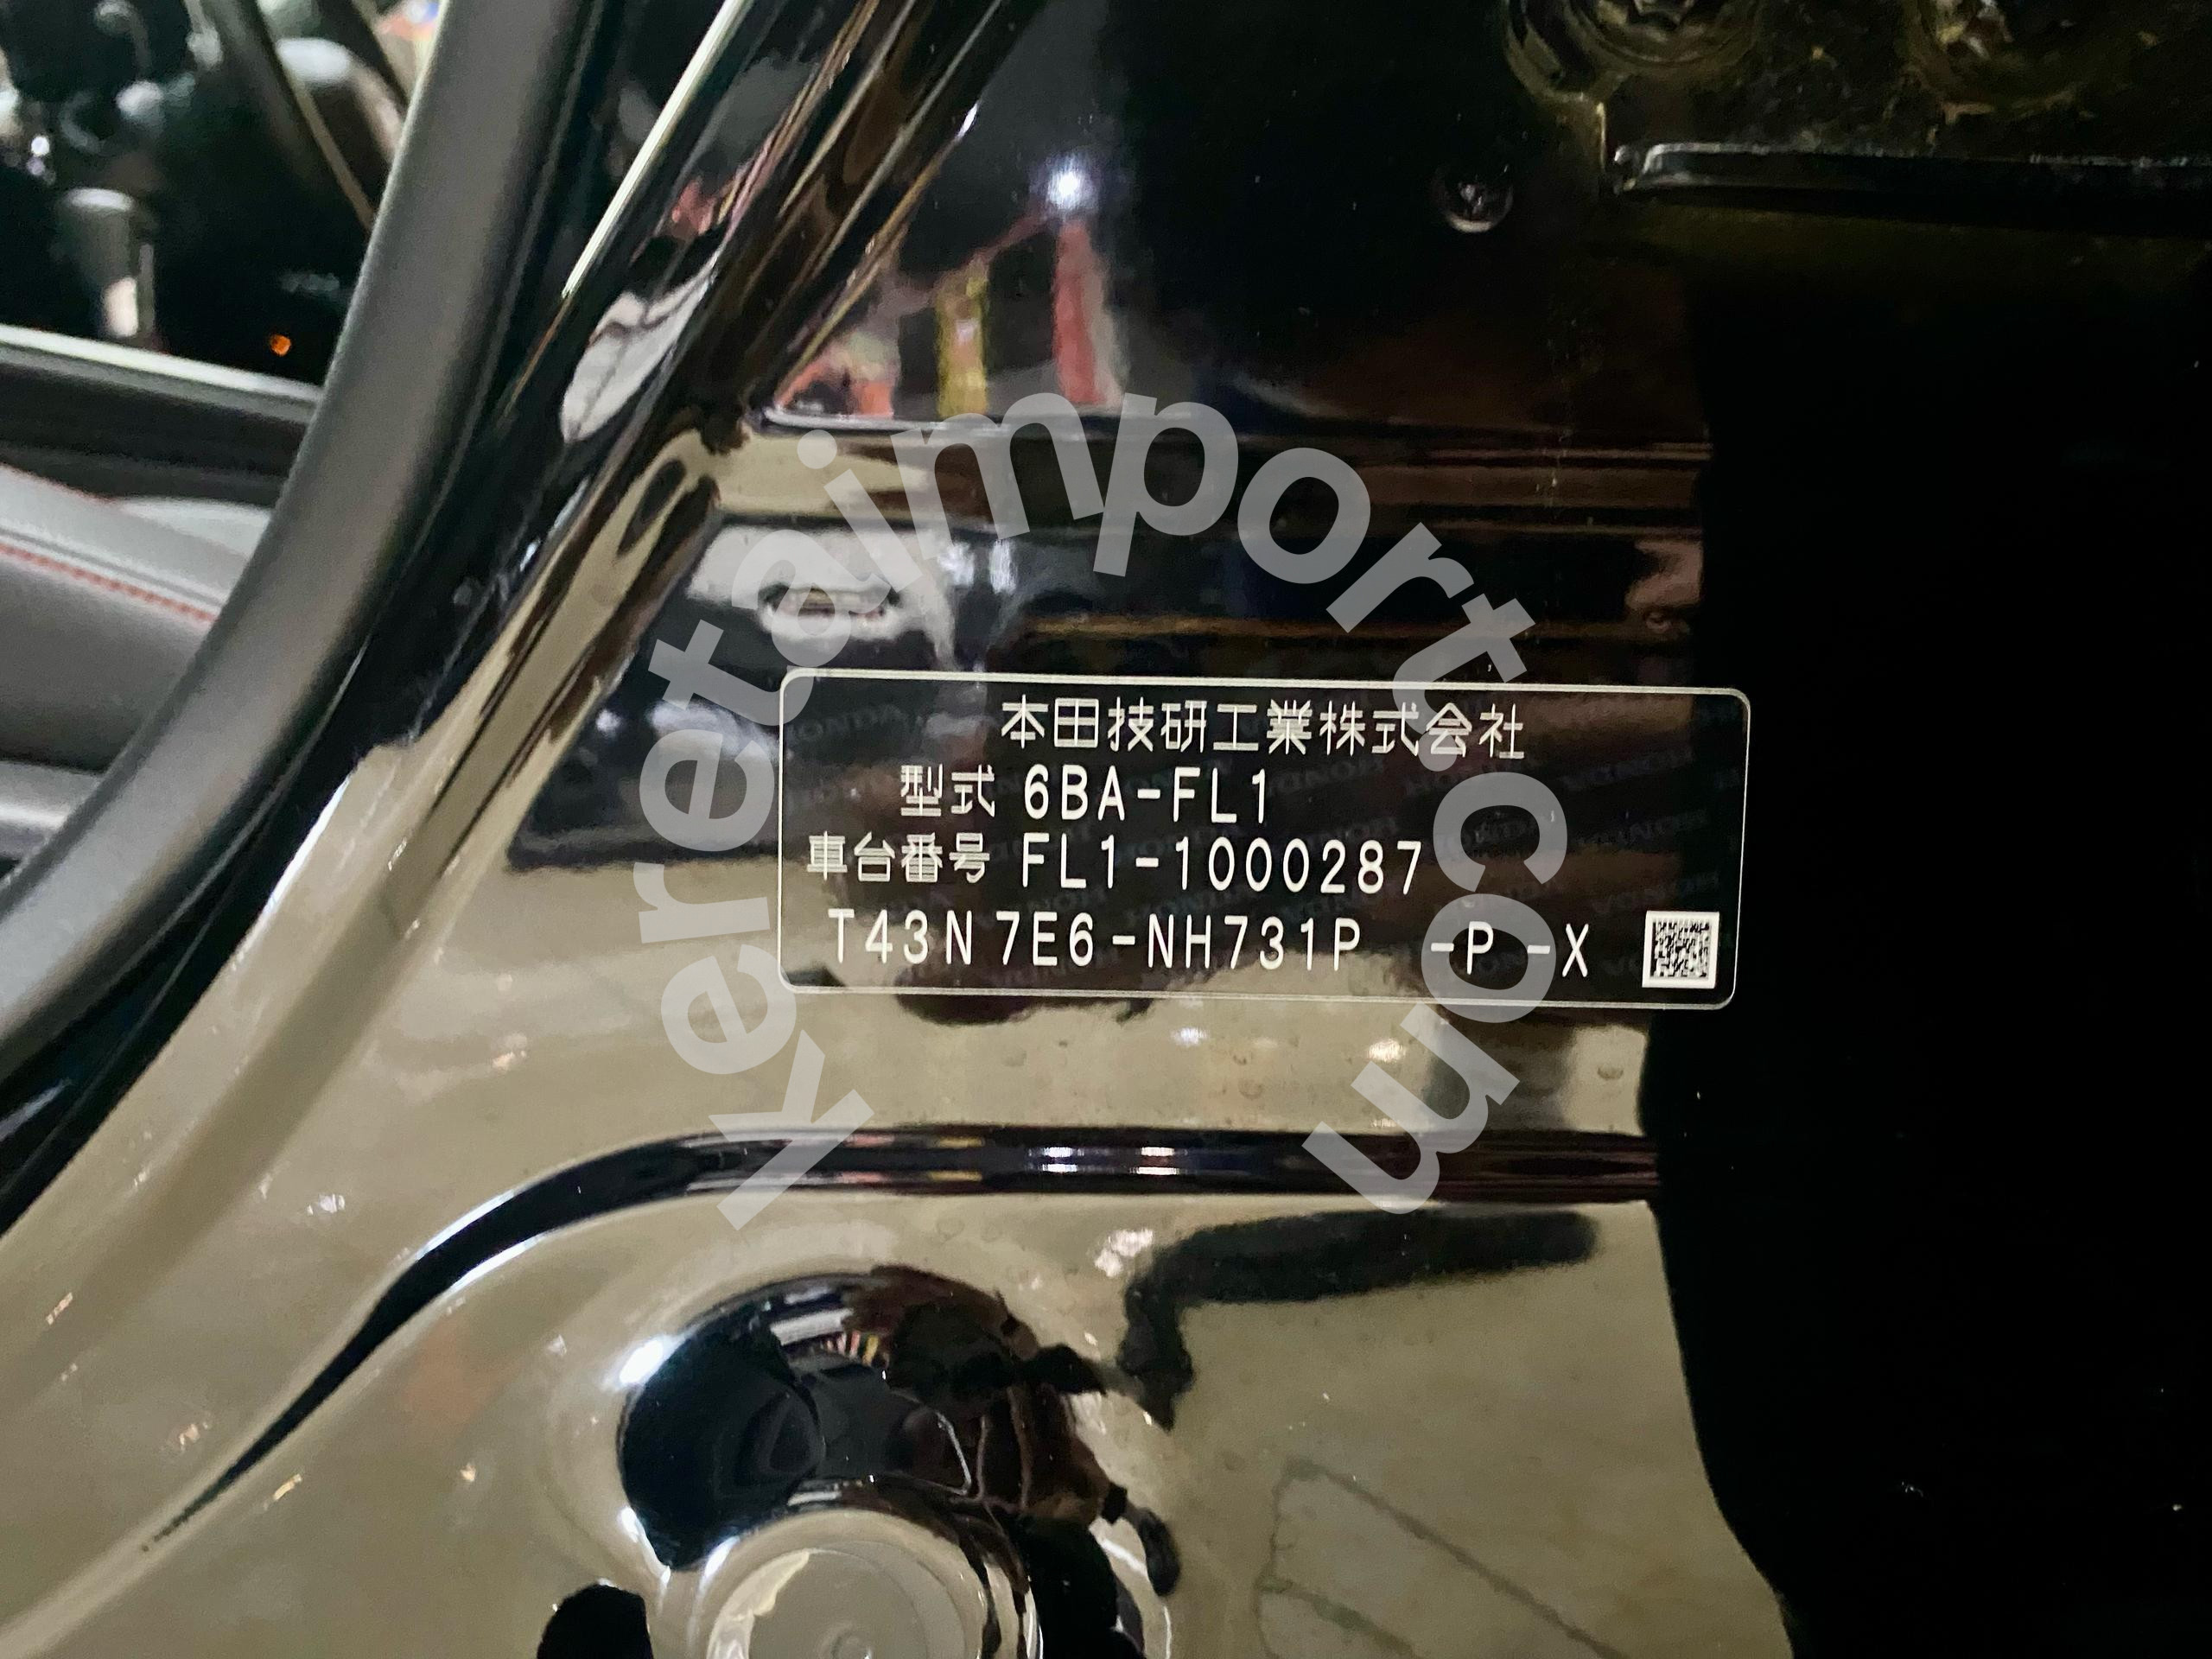 本田技研工業株式会社
型式 6BA-FL1
車台番号 FL1-1000287
T43N 7E6-NH731P -P -X
keretaimport.com